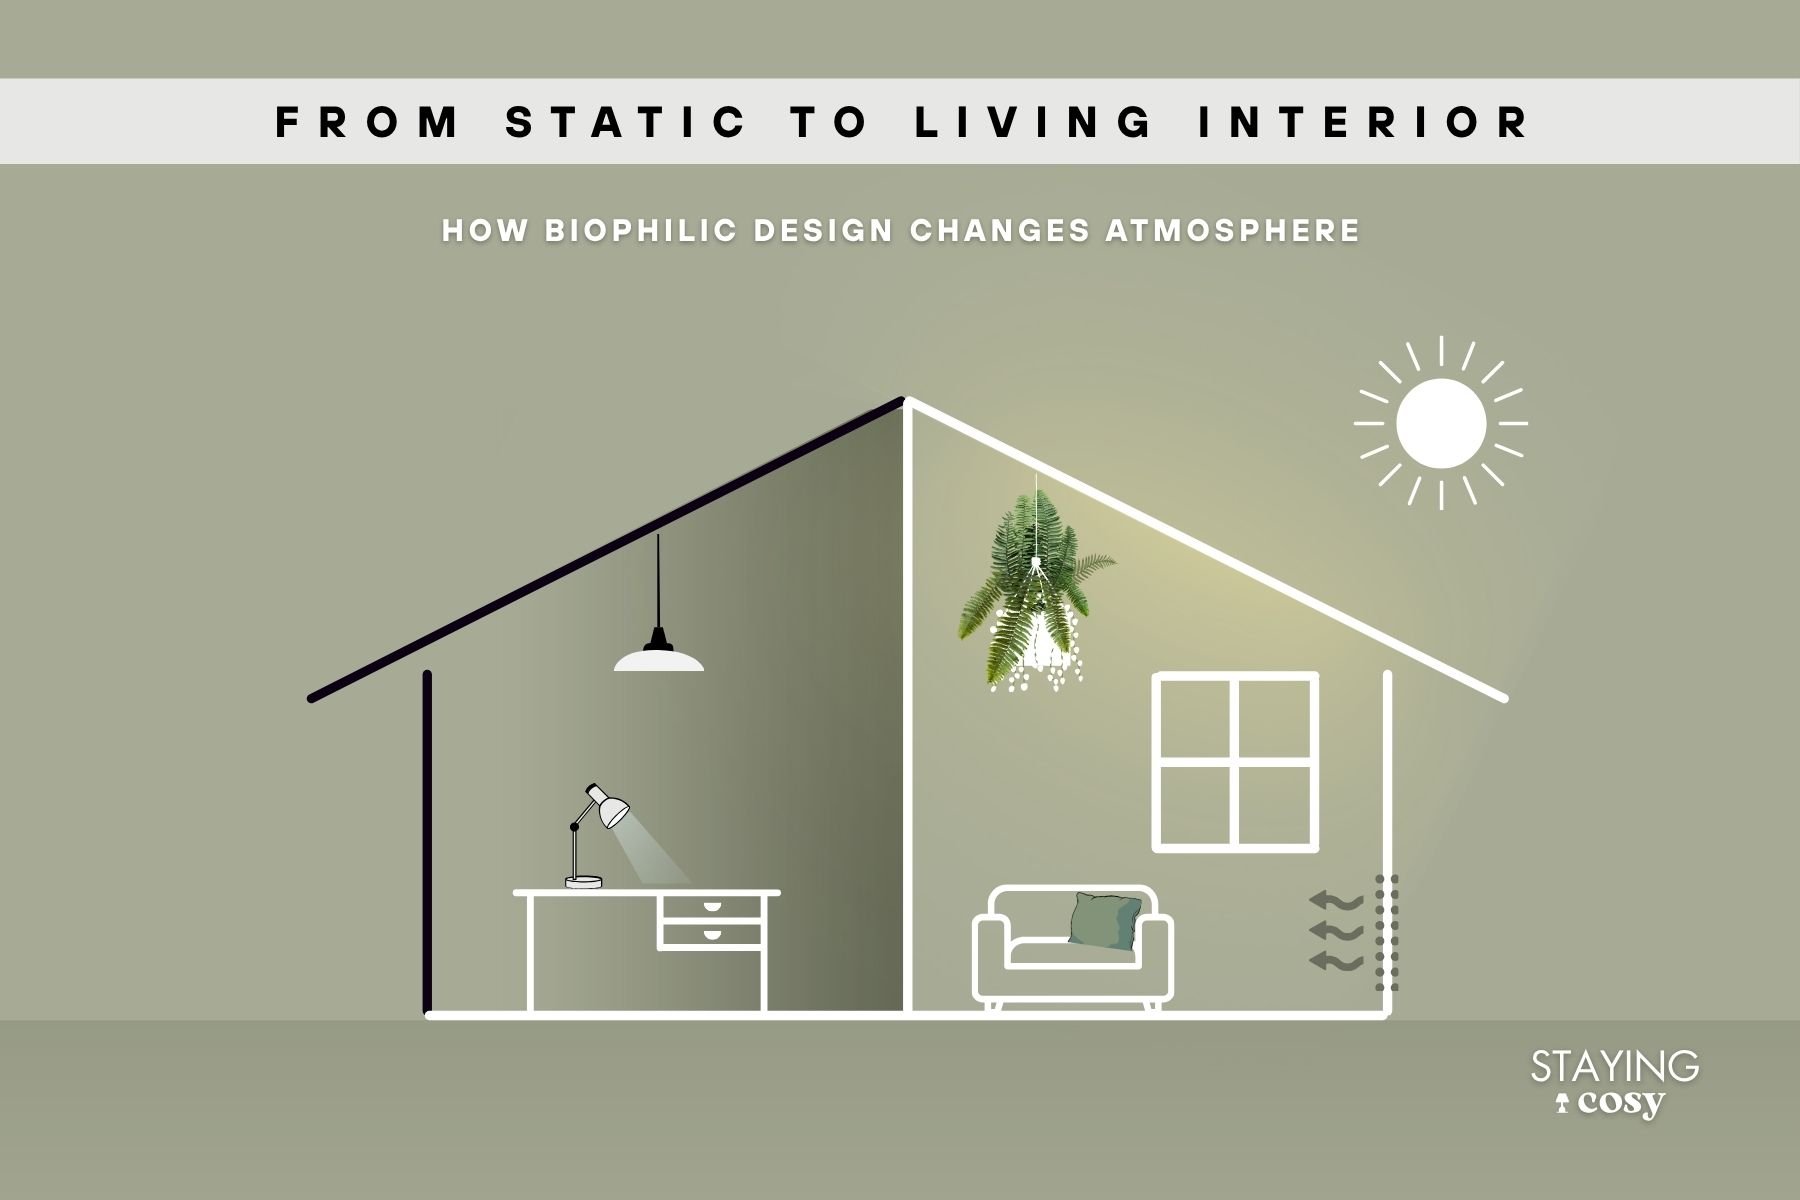 FROM STATIC TO LIVING INTERIOR
HOW BIOPHILIC DESIGN CHANGES ATMOSPHERE
STAYING
cosy